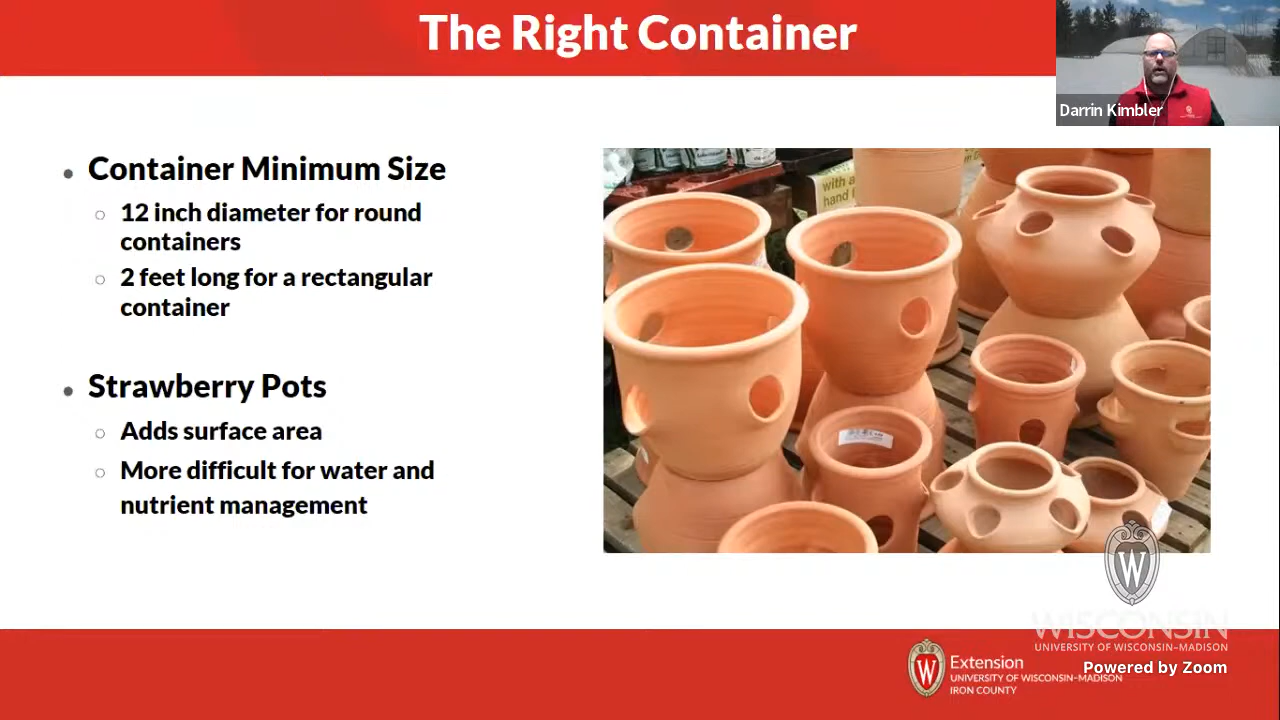 The Right Container
Darrin Kimbler
Container Minimum Size
12 inch diameter for round
containers
2 feet long for a rectangular
container
Strawberry Pots
Adds surface area
More difficult for water and
nutrient management
with a
hand
W
WISCONSIN
UNIVERSITY OF WISCONSIN–MADISON
Powered by Zoom
W
Extension
UNIVERSITY OF WISCONSIN–MADISON
IRON COUNTY